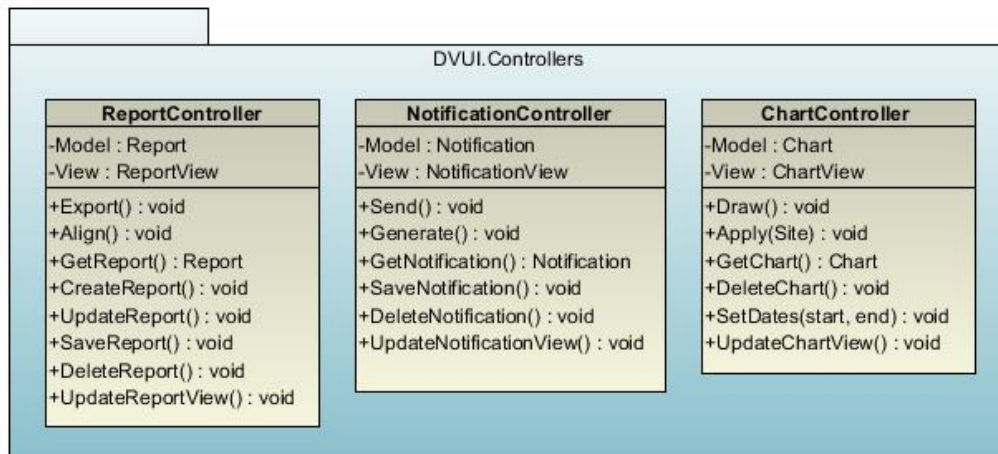 DVUI.Controllers
ReportController
-Model : Report
-View : ReportView
+Export() : void
+Align() : void
+GetReport() : Report
+CreateReport() : void
+UpdateReport() : void
+SaveReport() : void
+DeleteReport() : void
+UpdateReportView() : void
NotificationController
-Model : Notification
-View : NotificationView
+Send() : void
+Generate() : void
+GetNotification() : Notification
+SaveNotification() : void
+DeleteNotification() : void
+UpdateNotificationView() : void
ChartController
-Model : Chart
-View : ChartView
+Draw() : void
+Apply(Site) : void
+GetChart() : Chart
+DeleteChart() : void
+SetDates(start, end) : void
+UpdateChartView() : void